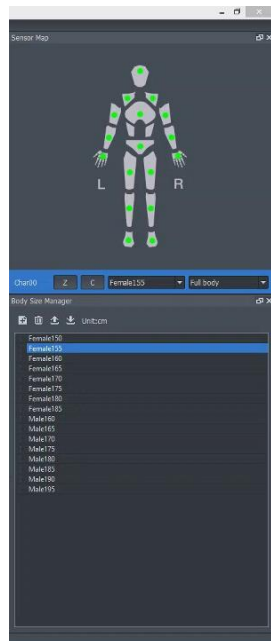 Sensor Map
L R
Char00 Z C Female155 Full body
Body Size Manager
Unit:cm
Female150
Female155
Female160
Female165
Female170
Female175
Female180
Female185
Male160
Male165
Male170
Male175
Male180
Male185
Male190
Male195